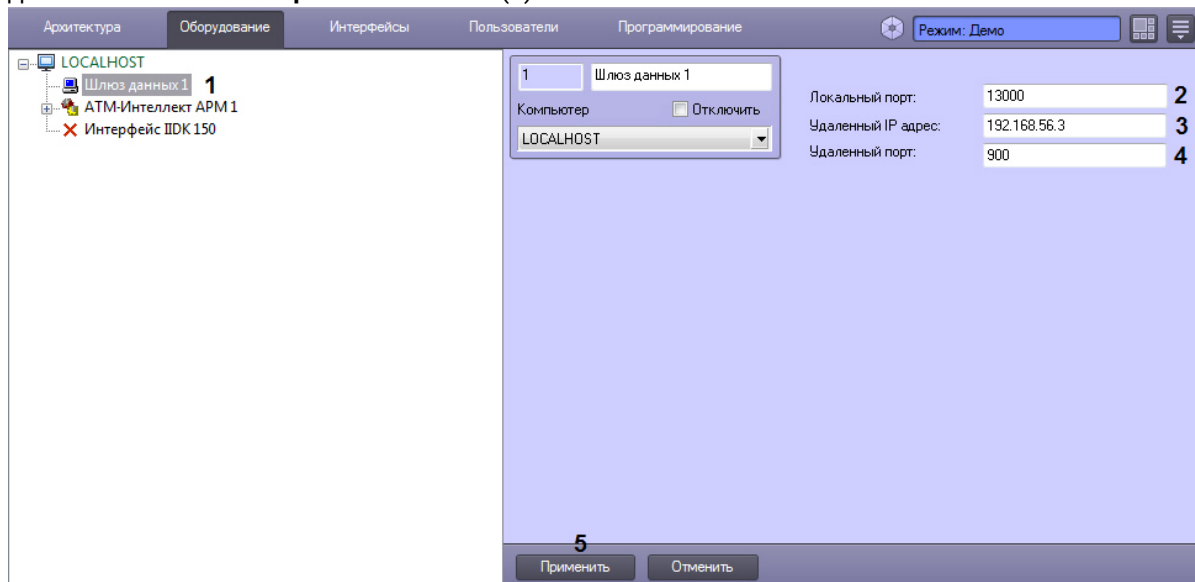 Архитектура Оборудование Интерфейсы Пользователи Программирование Режим: Демо
LOCALHOST
Шлюз данных 1 1
АТМ-Интеллект АРМ 1
Интерфейс IIDK 150
1 Шлюз данных 1
Компьютер Отключить
LOCALHOST
Локальный порт: 13000 2
Удаленный IP адрес: 192.168.56.3 3
Удаленный порт: 900 4
5
Применить Отменить